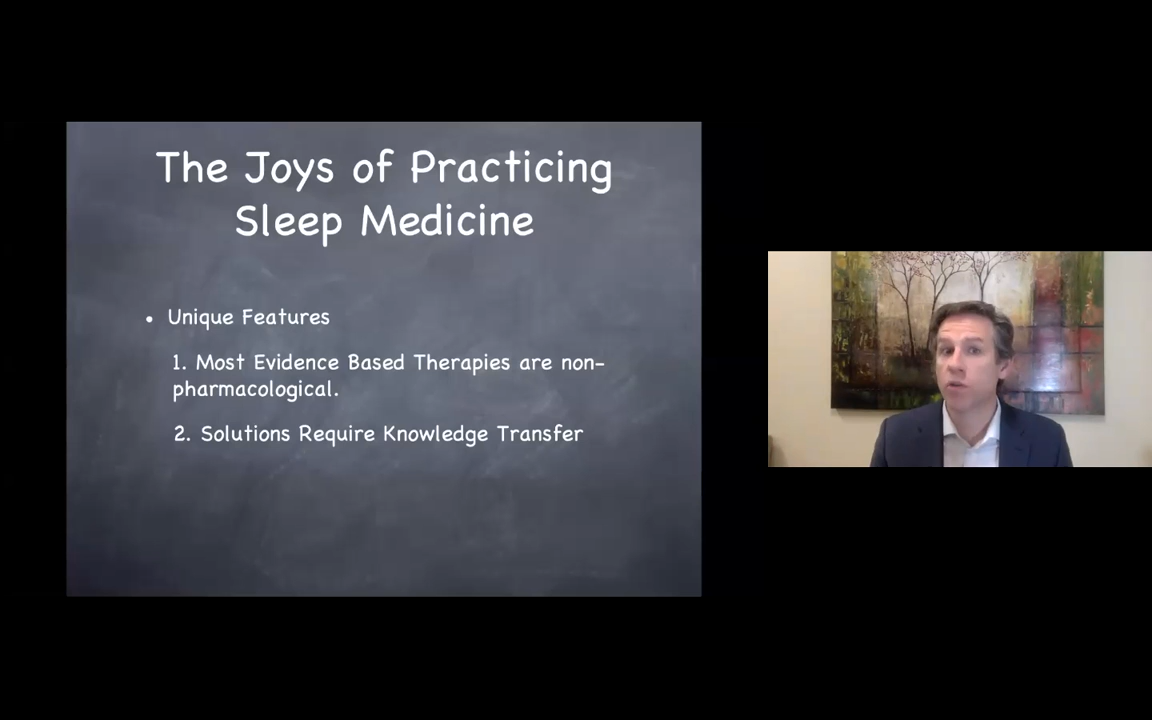 The Joys of Practicing
Sleep Medicine
• Unique Features
1. Most Evidence Based Therapies are non-
pharmacological.
2. Solutions Require Knowledge Transfer